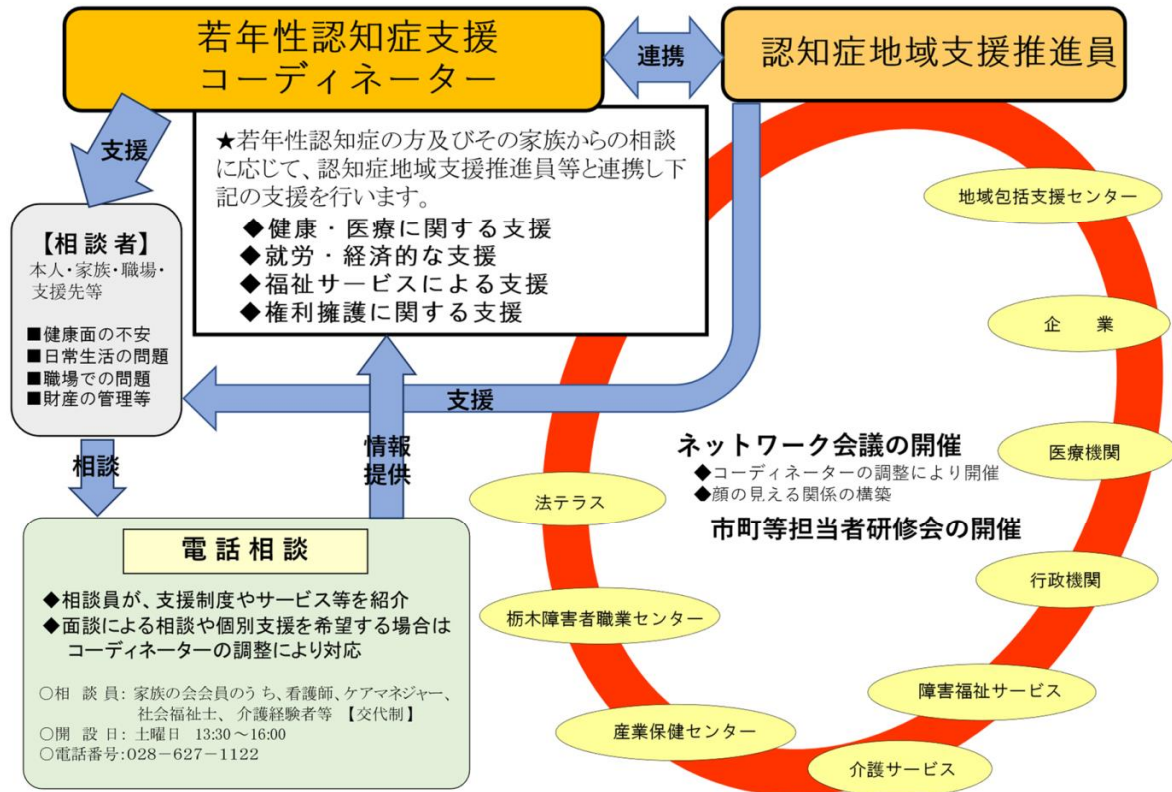 若年性認知症支援
コーディネーター
連携
認知症地域支援推進員
支援
★若年性認知症の方及びその家族からの相談
に応じて、認知症地域支援推進員等と連携し下
記の支援を行います。
◆健康・医療に関する支援
◆就労・経済的な支援
◆福祉サービスによる支援
◆権利擁護に関する支援
【相談者】
本人・家族・職場・
支援先等
■健康面の不安
■日常生活の問題
■職場での問題
■財産の管理等
支援
相談
情報
提供
電話相談
◆相談員が、支援制度やサービス等を紹介
◆面談による相談や個別支援を希望する場合は
コーディネーターの調整により対応
○相 談 員: 家族の会会員のうち、看護師、ケアマネジャー、
社会福祉士、 介護経験者等 【交代制】
○開 設 日: 土曜日 13:30～16:00
○電話番号:028－627－1122
地域包括支援センター
企 業
医療機関
行政機関
障害福祉サービス
介護サービス
産業保健センター
栃木障害者職業センター
法テラス
ネットワーク会議の開催
◆コーディネーターの調整により開催
◆顔の見える関係の構築
市町等担当者研修会の開催